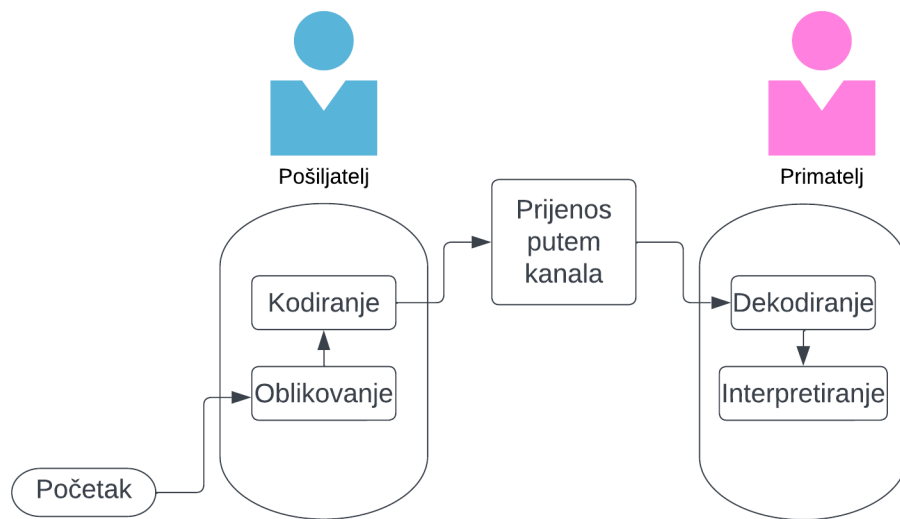 Pošiljatelj
Primatelj
Prijenos
putem
kanala
Kodiranje
Dekodiranje
Oblikovanje
Interpretiranje
Početak